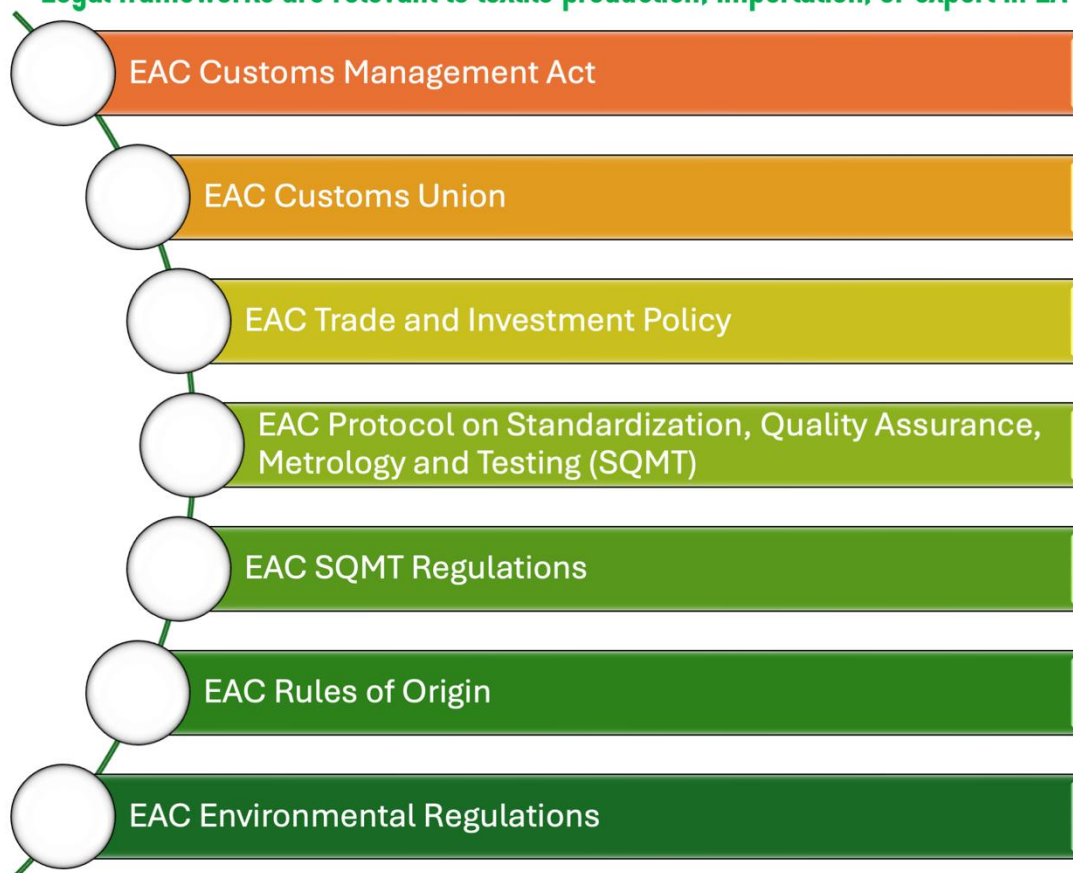 Legal frameworks are relevant to textile production, importation, or export in
EAC Customs Management Act
EAC Customs Union
EAC Trade and Investment Policy
EAC Protocol on Standardization, Quality Assurance,
Metrology and Testing (SQMT)
EAC SQMT Regulations
EAC Rules of Origin
EAC Environmental Regulations